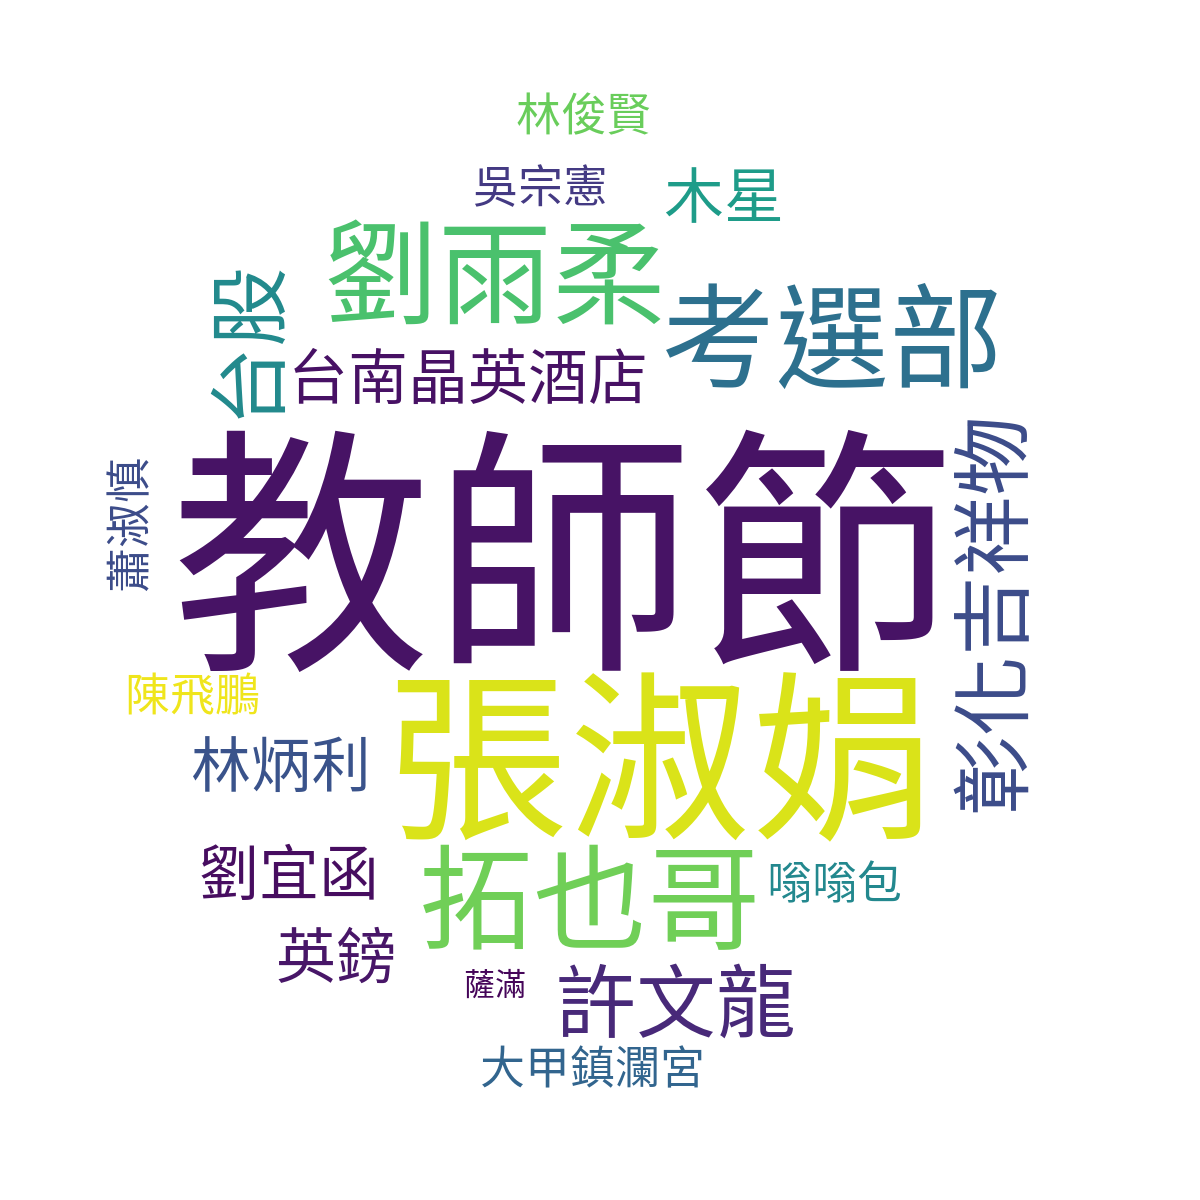 林俊賢
吳宗憲
木星
劉雨柔
考選部
台服
台南晶英酒店
教師節
彰化吉祥物
蕭淑慎
張淑娟
陳飛鵬
林炳利
劉宜函
拓也哥
嗡嗡包
英鎊
薩滿
許文龍
大甲鎮瀾宮